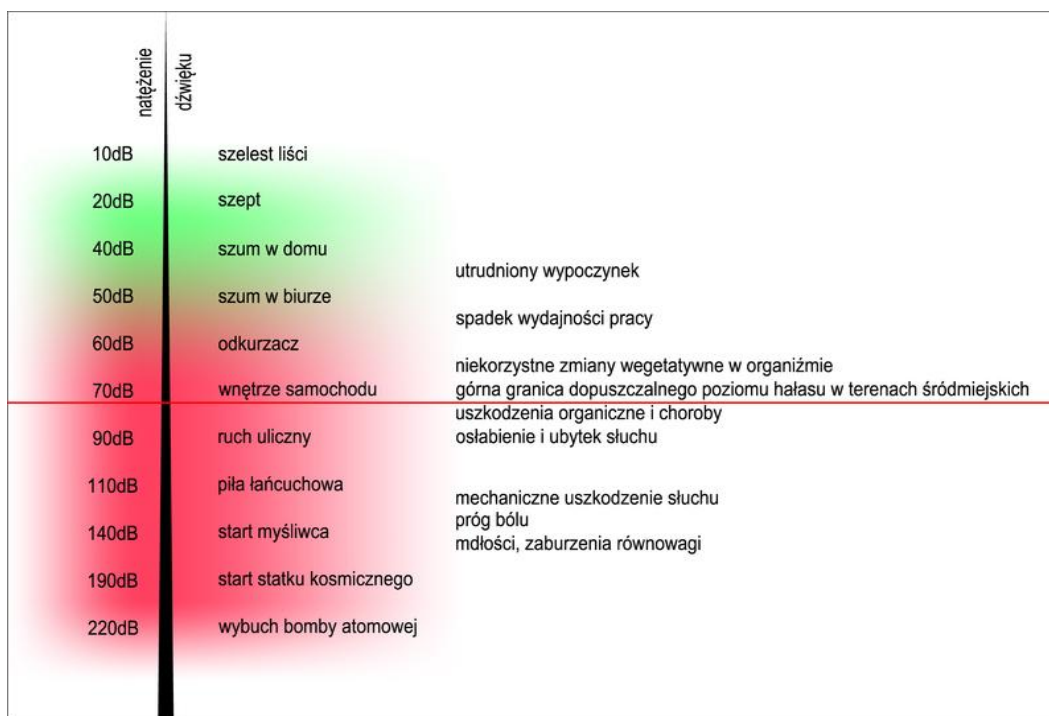 natężenie dźwięku
10dB szelest liści
20dB szept
40dB szum w domu
utrudniony wypoczynek
50dB szum w biurze
spadek wydajności pracy
60dB odkurzacz
niekorzystne zmiany wegetatywne w organiźmie
70dB wnętrze samochodu górna granica dopuszczalnego poziomu hałasu w terenach śródmiejskich
uszkodzenia organiczne i choroby
90dB ruch uliczny osłabienie i ubytek słuchu
110dB piła łańcuchowa
mechaniczne uszkodzenie słuchu
próg bólu
140dB start myśliwca
mdłości, zaburzenia równowagi
190dB start statku kosmicznego
220dB wybuch bomby atomowej